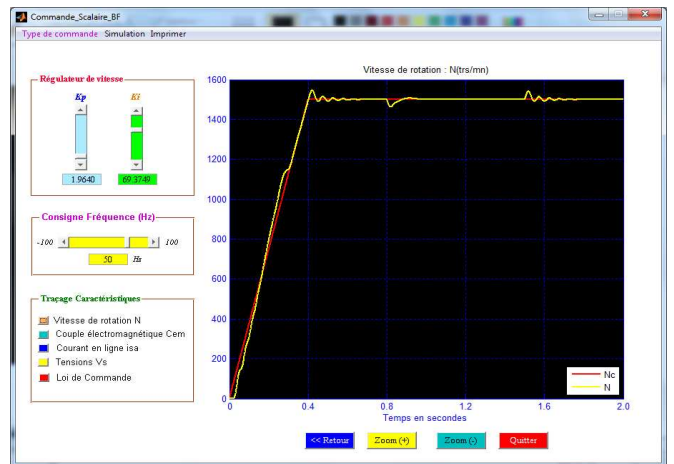 Commande_Scalaire_BF
Type de commande Simulation Imprimer
Régulateur de vitesse
Kp Ki
1.9640 69.3749
Consigne Fréquence (Hz)
-100 100
50 Hz
Traçage Caractéristiques
Vitesse de rotation N
Couple électromagnétique Cem
Courant en ligne isa
Tensions Vs
Loi de Commande
Vitesse de rotation : N(trs/mn)
1600
1400
1200
1000
800
600
400
200
0
0 0.4 0.8 1.2 1.6 2.0
Temps en secondes
Nc
N
<< Retour Zoom (+) Zoom (-) Quitter